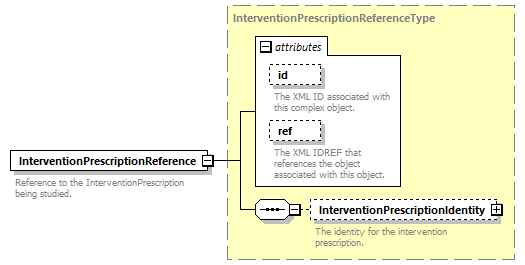 InterventionPrescriptionReferenceType
attributes
id
The XML ID associated with
this complex object.
ref
The XML IDREF that
references the object
associated with this object.
InterventionPrescriptionReference
Reference to the InterventionPrescription
being studied.
InterventionPrescriptionIdentity
The identity for the intervention
prescription.